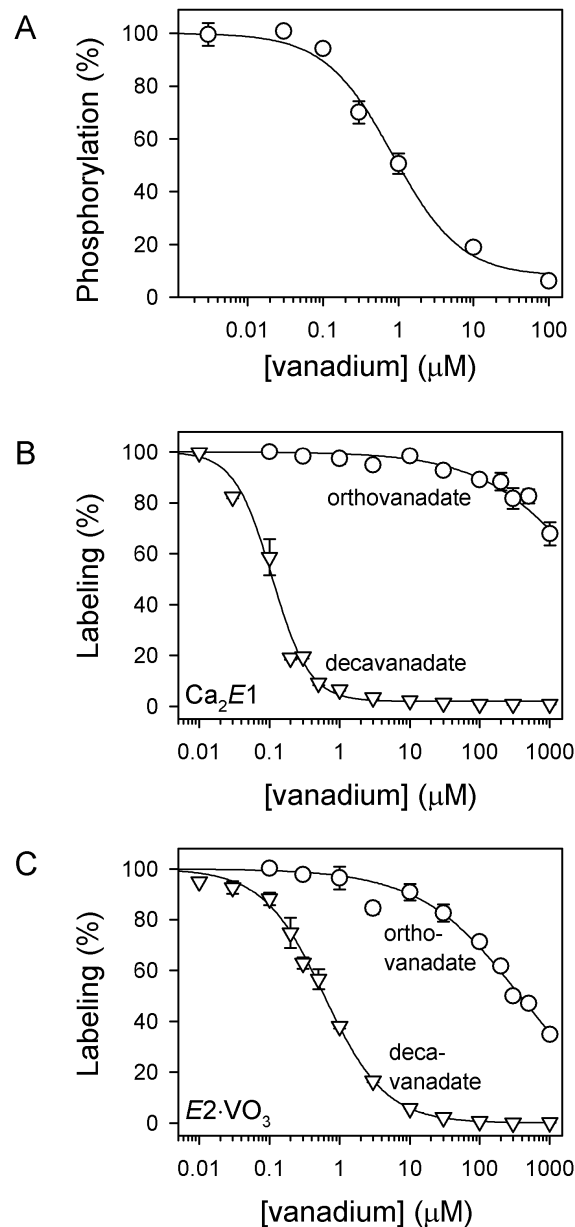 A
Phosphorylation (%)
100
80
60
40
20
0
0.01 0.1 1 10 100
[vanadium] (μM)
B
Labeling (%)
100
80
60
40
20
0
orthovanadate
decavanadate
Ca₂E1
0.01 0.1 1 10 100 1000
[vanadium] (μM)
C
Labeling (%)
100
80
60
40
20
0
ortho-
vanadate
deca-
vanadate
E2·VO₃
0.01 0.1 1 10 100 1000
[vanadium] (μM)